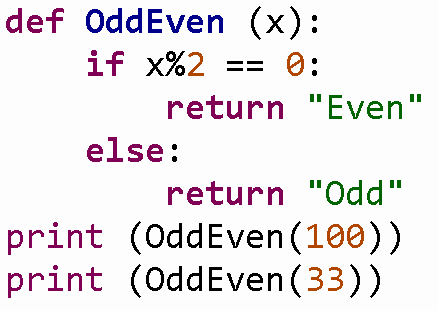 def OddEven (x):
    if x%2 == 0:
        return "Even"
    else:
        return "Odd"
print (OddEven(100))
print (OddEven(33))